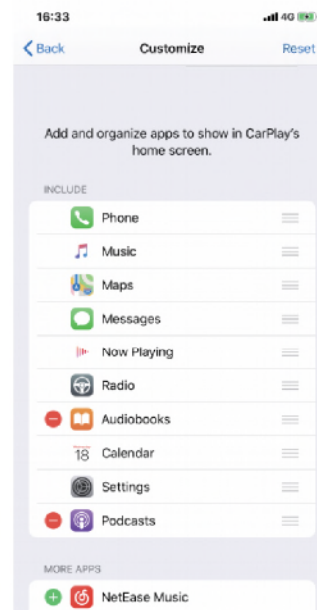 16:33
4G
Back
Customize
Reset
Add and organize apps to show in CarPlay's
home screen.
INCLUDE
Phone
Music
Maps
Messages
Now Playing
Radio
Audiobooks
18 Calendar
Settings
Podcasts
MORE APPS
NetEase Music